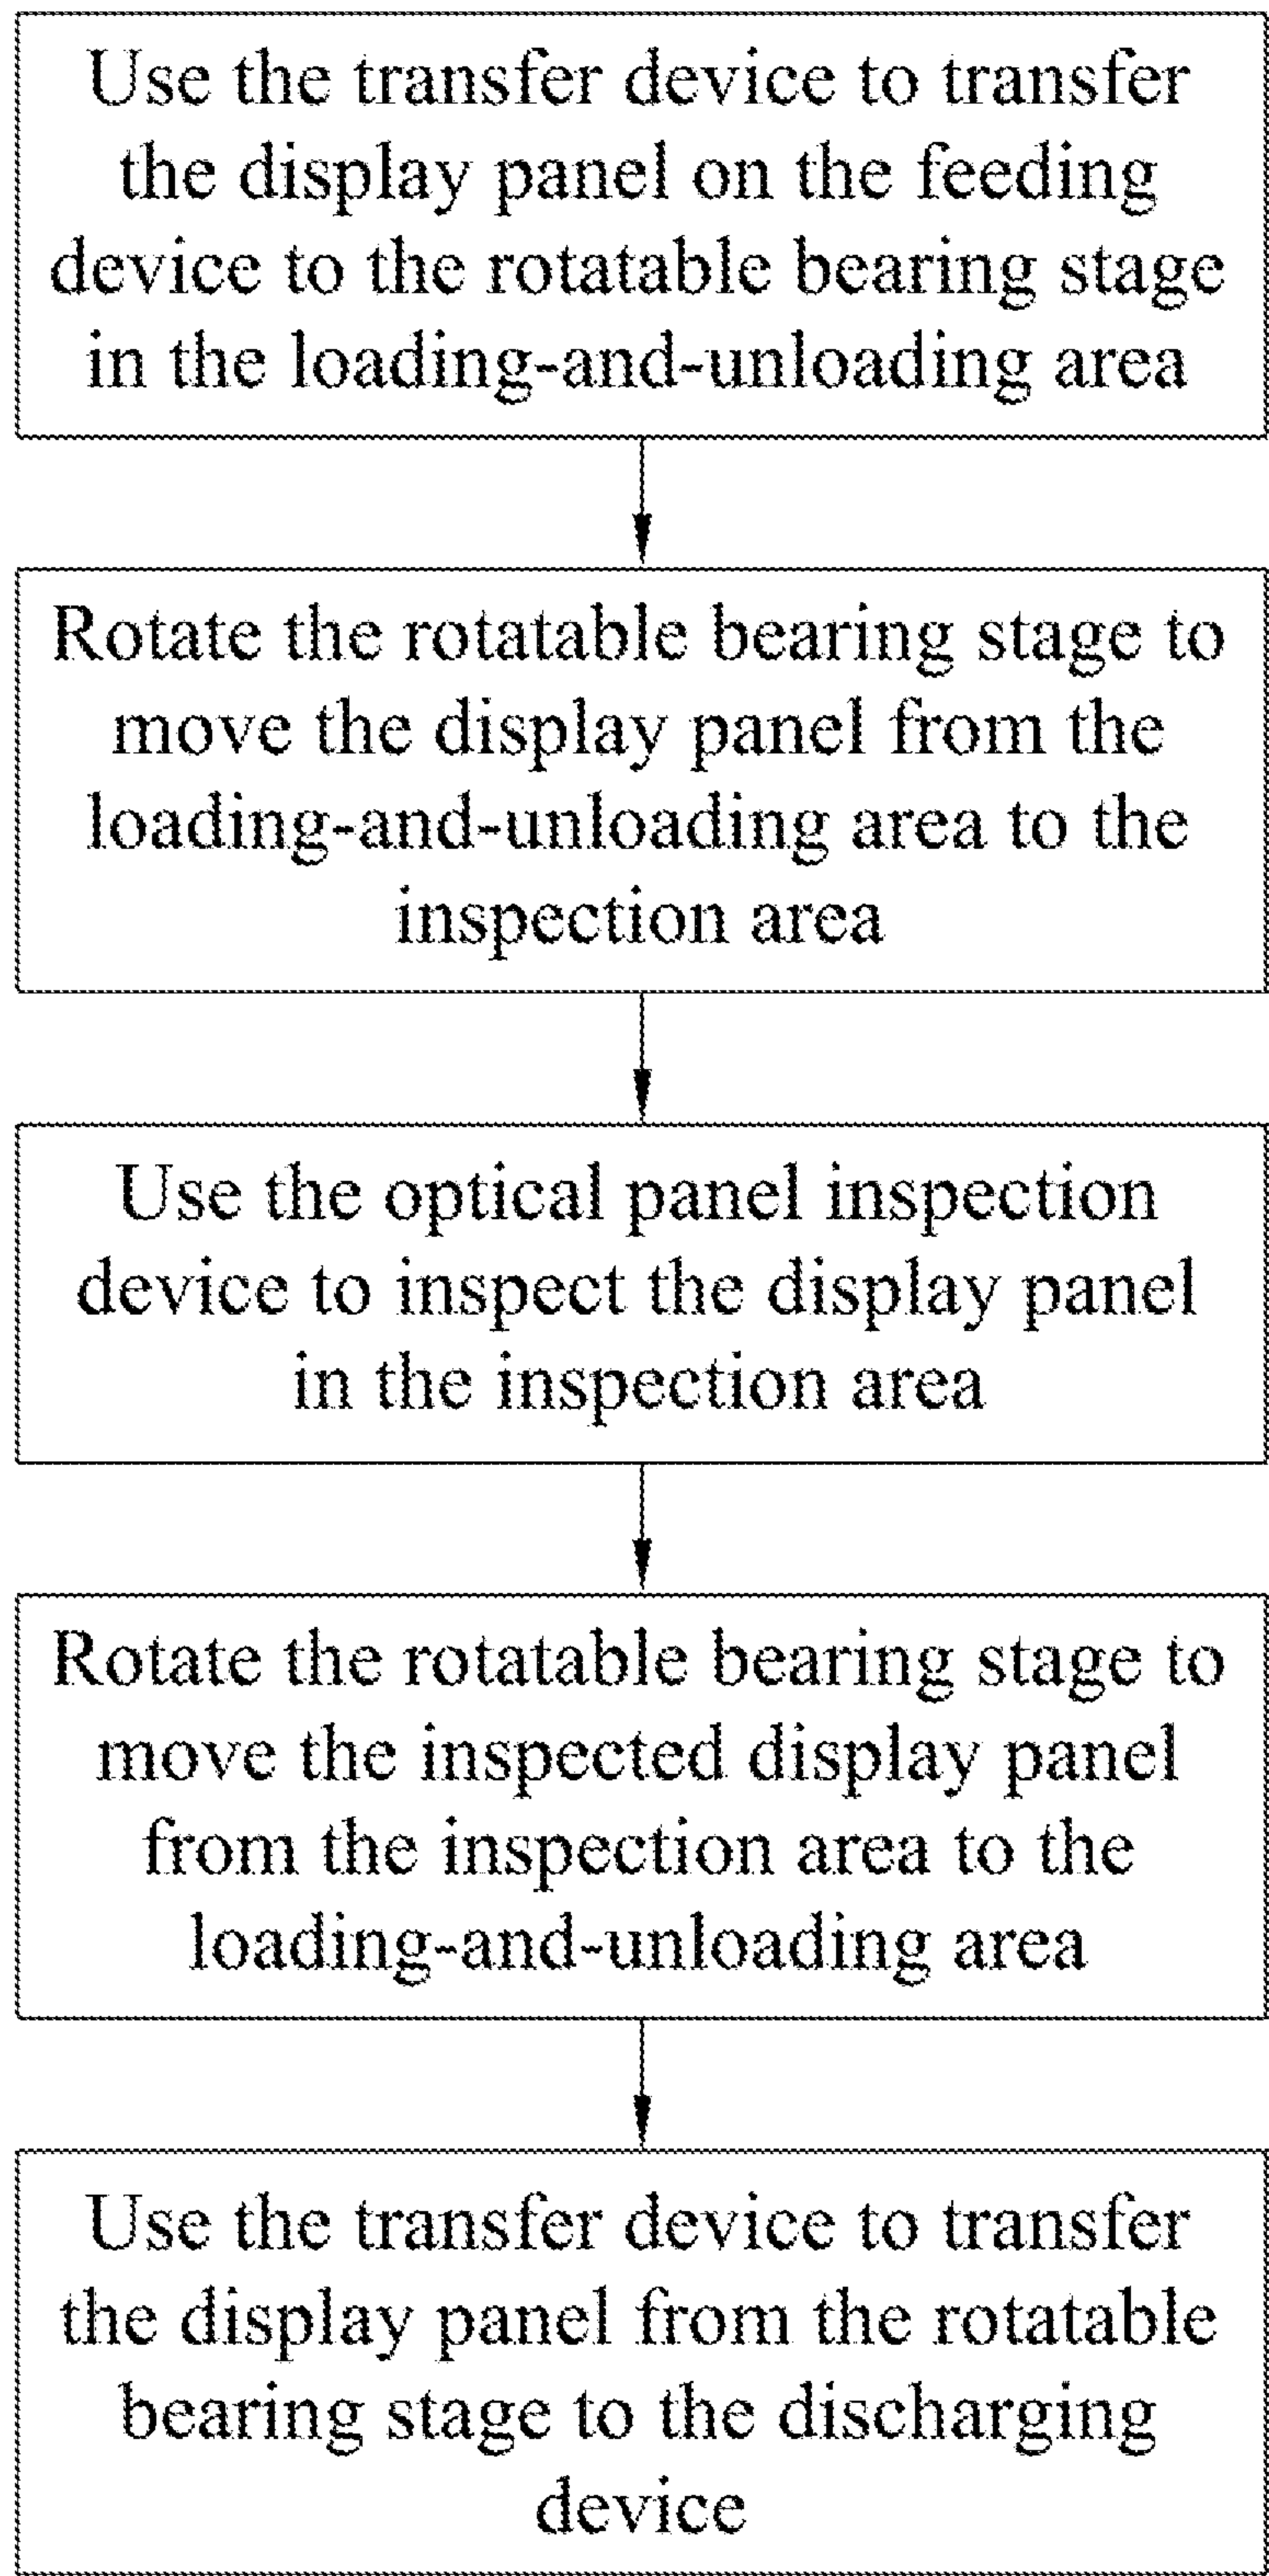 Use the transfer device to transfer
the display panel on the feeding
device to the rotatable bearing stage
in the loading-and-unloading area
Rotate the rotatable bearing stage to
move the display panel from the
loading-and-unloading area to the
inspection area
Use the optical panel inspection
device to inspect the display panel
in the inspection area
Rotate the rotatable bearing stage to
move the inspected display panel
from the inspection area to the
loading-and-unloading area
Use the transfer device to transfer
the display panel from the rotatable
bearing stage to the discharging
device